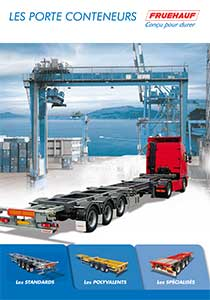 LES PORTE CONTENEURS
FRUEHAUF
Conçu pour durer
Les STANDARDS
Les POLYVALENTS
Les SPÉCIALISÉS